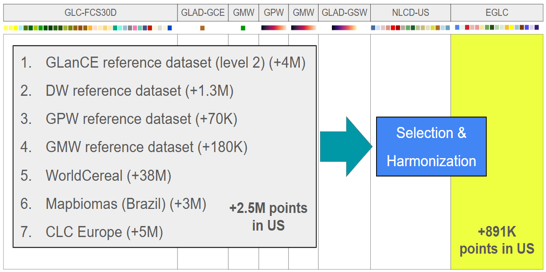 GLC-FCS30D GLAD-GCE GMW GPW GMW GLAD-GSW NLCD-US EGLC
1. GLanCE reference dataset (level 2) (+4M)
2. DW reference dataset (+1.3M)
3. GPW reference dataset (+70K)
4. GMW reference dataset (+180K)
5. WorldCereal (+38M)
6. Mapbiomas (Brazil) (+3M)
7. CLC Europe (+5M)
+2.5M points
in US
Selection &
Harmonization
+891K
points in US